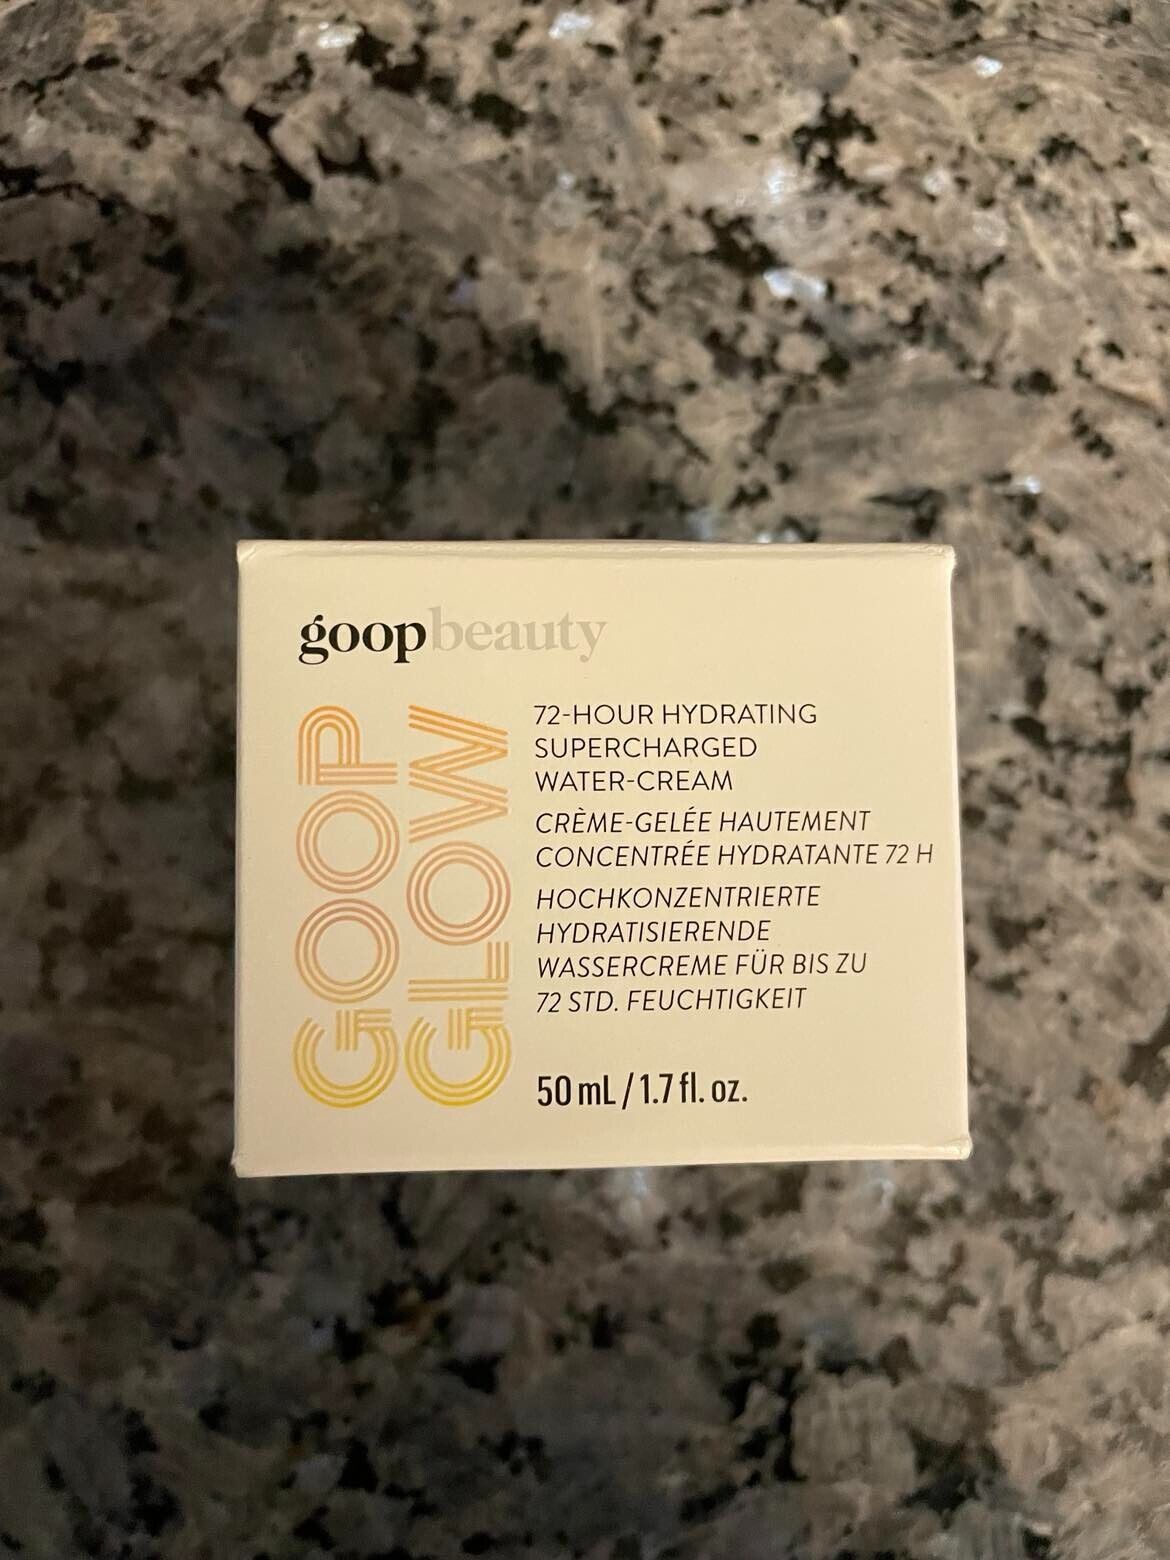 goopbeauty
GOOP
GLOW
72-HOUR HYDRATING
SUPERCHARGED
WATER-CREAM
CRÈME-GELÉE HAUTEMENT
CONCENTRÉE HYDRATANTE 72 H
HOCHKONZENTRIERTE
HYDRATISIERENDE
WASSERCREME FÜR BIS ZU
72 STD. FEUCHTIGKEIT
50 mL / 1.7 fl. oz.